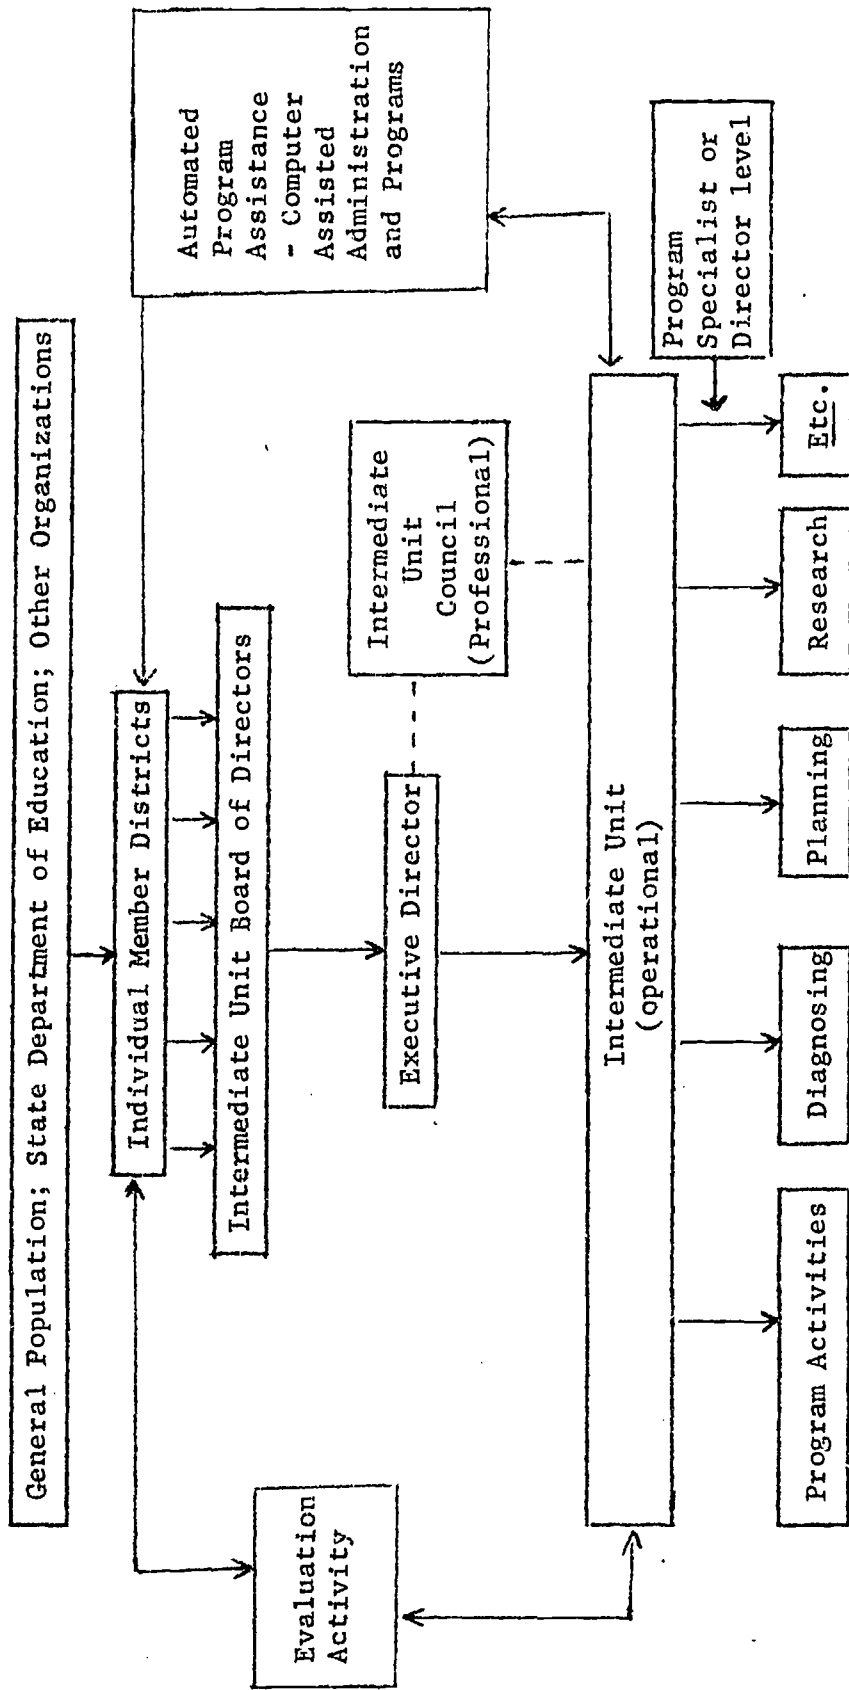 General Population; State Department of Education; Other Organizations
Individual Member Districts
Intermediate Unit Board of Directors
Automated
Program
Assistance
- Computer
Assisted
Administration
and Programs
Evaluation
Activity
Executive Director
Intermediate
Unit
Council
(Professional)
Intermediate Unit
(operational)
Program
Specialist or
Director level
Program Activities
Diagnosing
Planning
Research
Etc.